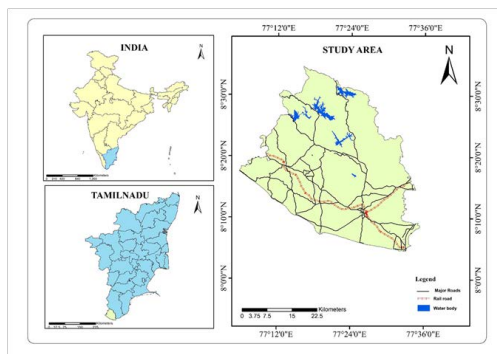 INDIA
N
TAMILNADU
N
77°12'0"E 77°24'0"E 77°36'0"E
STUDY AREA
N
8°30'0"N
8°20'0"N
8°10'0"N
8°0'0"N
Legend
Major Roads
Rail road
Water body
Kilometers
0 3.75 7.5 15 22.5
77°12'0"E 77°24'0"E 77°36'0"E